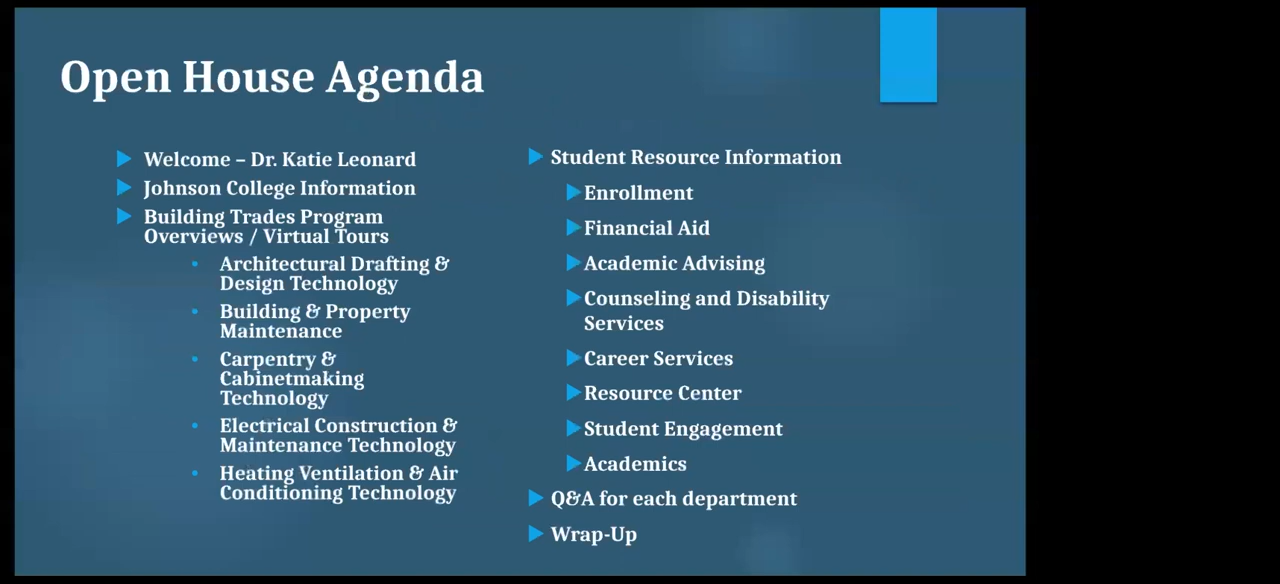 Open House Agenda
Welcome – Dr. Katie Leonard
Johnson College Information
Building Trades Program
Overviews / Virtual Tours
Architectural Drafting &
Design Technology
Building & Property
Maintenance
Carpentry &
Cabinetmaking
Technology
Electrical Construction &
Maintenance Technology
Heating Ventilation & Air
Conditioning Technology
Student Resource Information
Enrollment
Financial Aid
Academic Advising
Counseling and Disability
Services
Career Services
Resource Center
Student Engagement
Academics
Q&A for each department
Wrap-Up